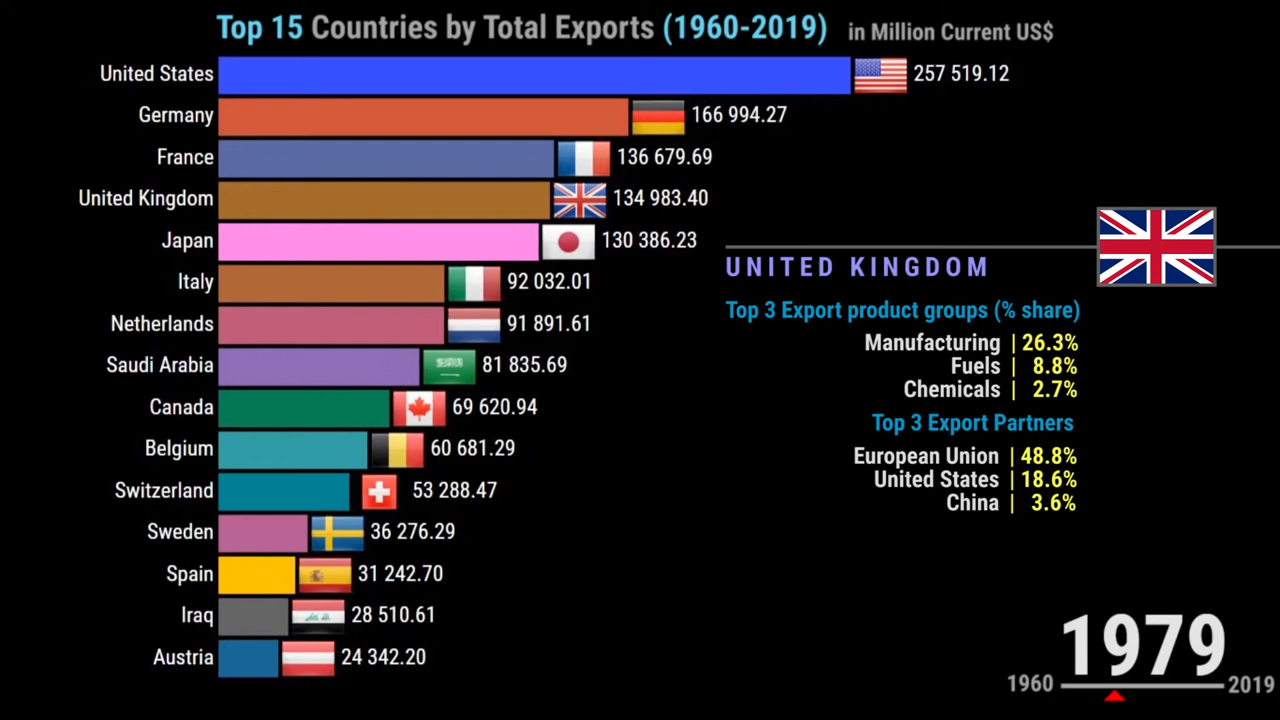 Top 15 Countries by Total Exports (1960-2019) in Million Current US$
United States 257 519.12
Germany 166 994.27
France 136 679.69
United Kingdom 134 983.40
Japan 130 386.23
Italy 92 032.01
Netherlands 91 891.61
Saudi Arabia 81 835.69
Canada 69 620.94
Belgium 60 681.29
Switzerland 53 288.47
Sweden 36 276.29
Spain 31 242.70
Iraq 28 510.61
Austria 24 342.20
UNITED KINGDOM
Top 3 Export product groups (% share)
Manufacturing | 26.3%
Fuels | 8.8%
Chemicals | 2.7%
Top 3 Export Partners
European Union | 48.8%
United States | 18.6%
China | 3.6%
1979
1960 2019